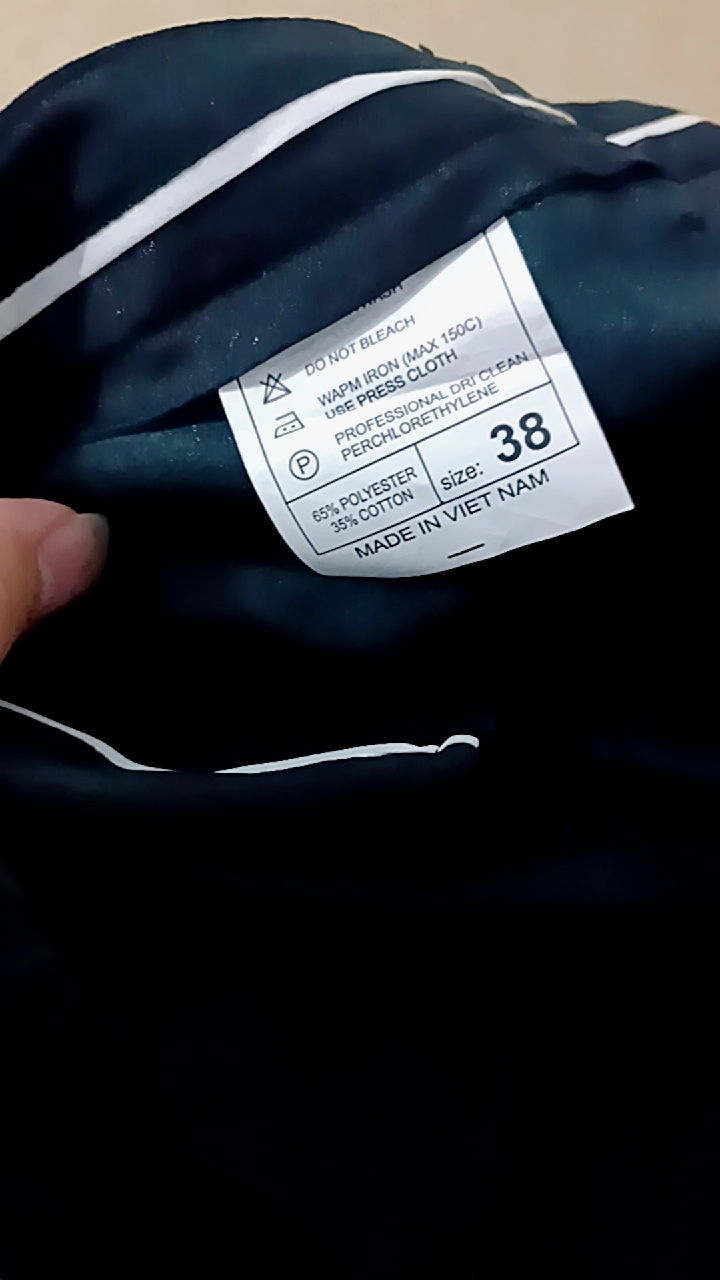 WASH
DO NOT BLEACH
WAPM IRON (MAX 150C)
USE PRESS CLOTH
PROFESSIONAL DRI CLEAN
PERCHLORETHYLENE
P
65% POLYESTER
35% COTTON
size: 38
MADE IN VIET NAM